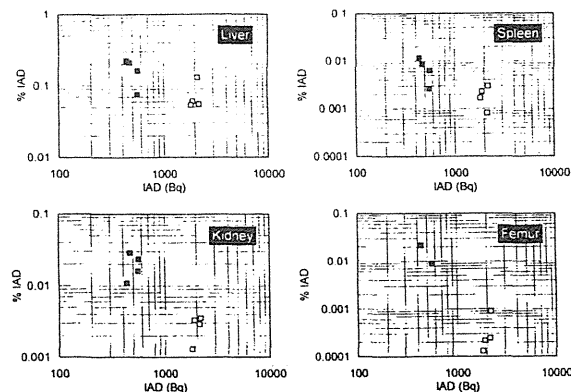 Liver
1
0.1
0.01
% IAD
100
1000
10000
IAD (Bq)
Spleen
0.1
0.01
0.001
0.0001
% IAD
100
1000
10000
IAD (Bq)
Kidney
0.1
0.01
0.001
% IAD
100
1000
10000
IAD (Bq)
Femur
0.1
0.01
0.001
0.0001
% IAD
100
1000
10000
IAD (Bq)